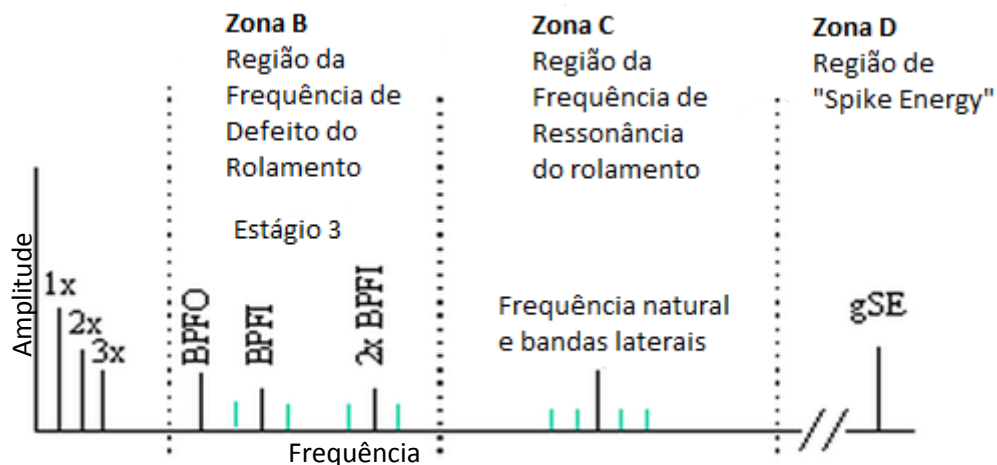 Zona B
Região da
Frequência de
Defeito do
Rolamento
Estágio 3
Zona C
Região da
Frequência de
Ressonância
do rolamento
Zona D
Região de
"Spike Energy"
Amplitude
1x
2x
3x
BPFO
BPFI
2x BPFI
Frequência natural
e bandas laterais
gSE
Frequência